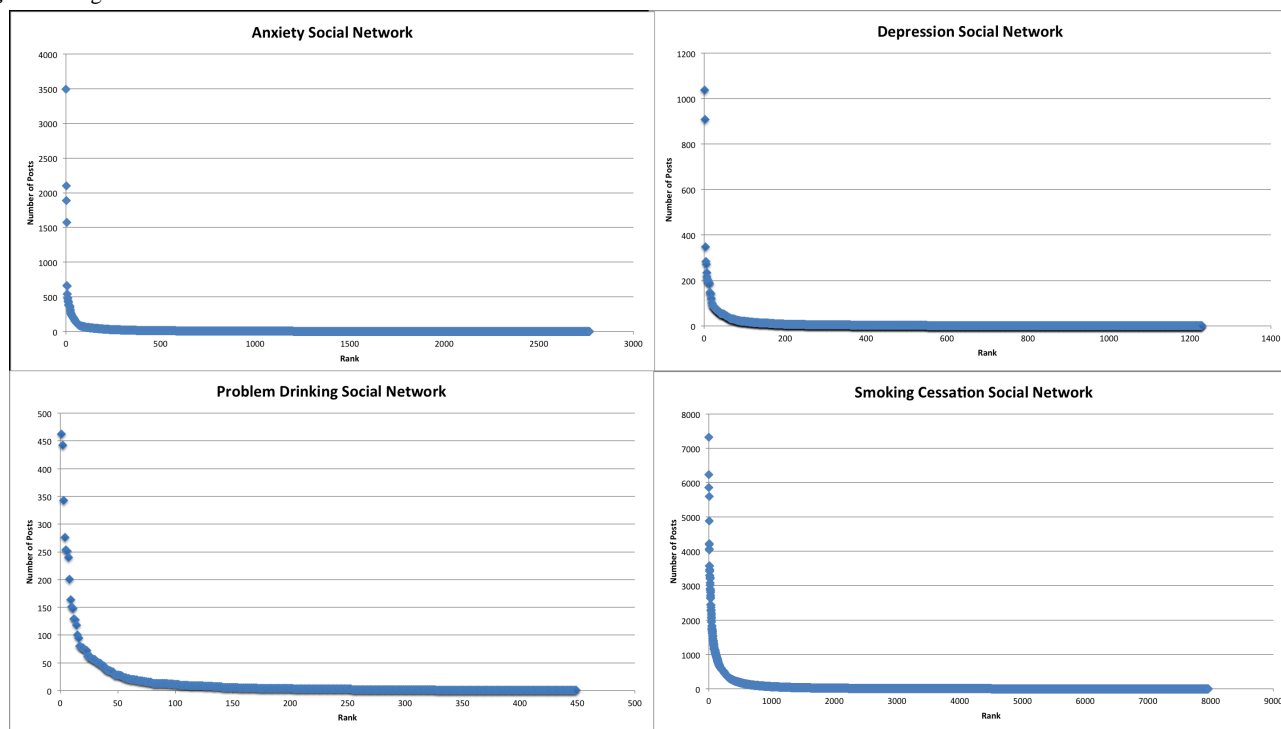 Anxiety Social Network
4000
3500
3000
2500
2000
1500
1000
500
0
Number of Posts
0 500 1000 1500 2000 2500 3000
Rank
Depression Social Network
1200
1000
800
600
400
200
0
Number of Posts
0 200 400 600 800 1000 1200 1400
Rank
Problem Drinking Social Network
500
450
400
350
300
250
200
150
100
50
0
Number of Posts
0 50 100 150 200 250 300 350 400 450 500
Rank
Smoking Cessation Social Network
8000
7000
6000
5000
4000
3000
2000
1000
0
Number of Posts
0 1000 2000 3000 4000 5000 6000 7000 8000 9000
Rank